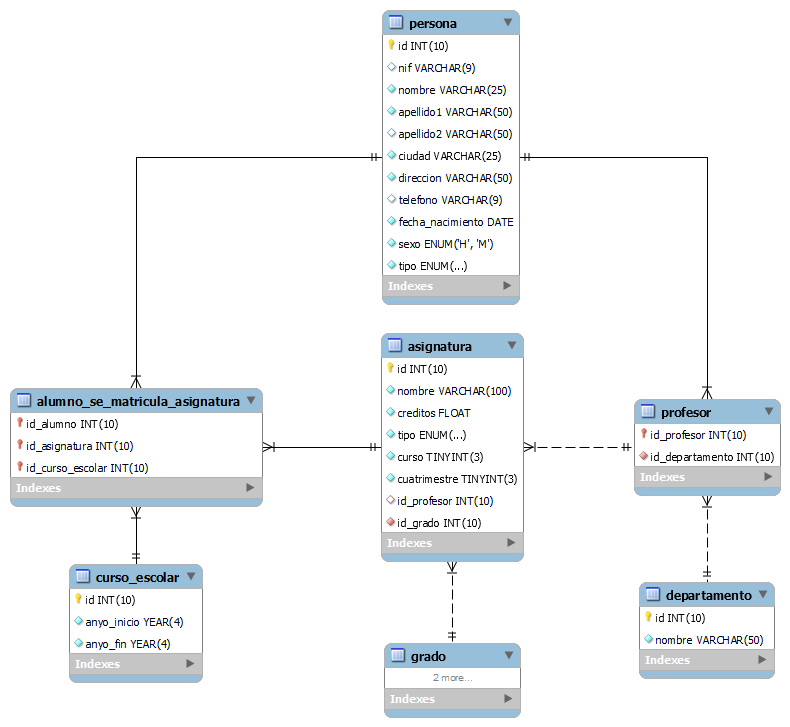 persona
id INT(10)
nif VARCHAR(9)
nombre VARCHAR(25)
apellido1 VARCHAR(50)
apellido2 VARCHAR(50)
ciudad VARCHAR(25)
direccion VARCHAR(50)
telefono VARCHAR(9)
fecha_nacimiento DATE
sexo ENUM('H', 'M')
tipo ENUM(...)
Indexes
alumno_se_matricula_asignatura
id_alumno INT(10)
id_asignatura INT(10)
id_curso_escolar INT(10)
Indexes
asignatura
id INT(10)
nombre VARCHAR(100)
creditos FLOAT
tipo ENUM(...)
curso TINYINT(3)
cuatrimestre TINYINT(3)
id_profesor INT(10)
id_grado INT(10)
Indexes
profesor
id_profesor INT(10)
id_departamento INT(10)
Indexes
curso_escolar
id INT(10)
anyo_inicio YEAR(4)
anyo_fin YEAR(4)
Indexes
grado
2 more...
Indexes
departamento
id INT(10)
nombre VARCHAR(50)
Indexes